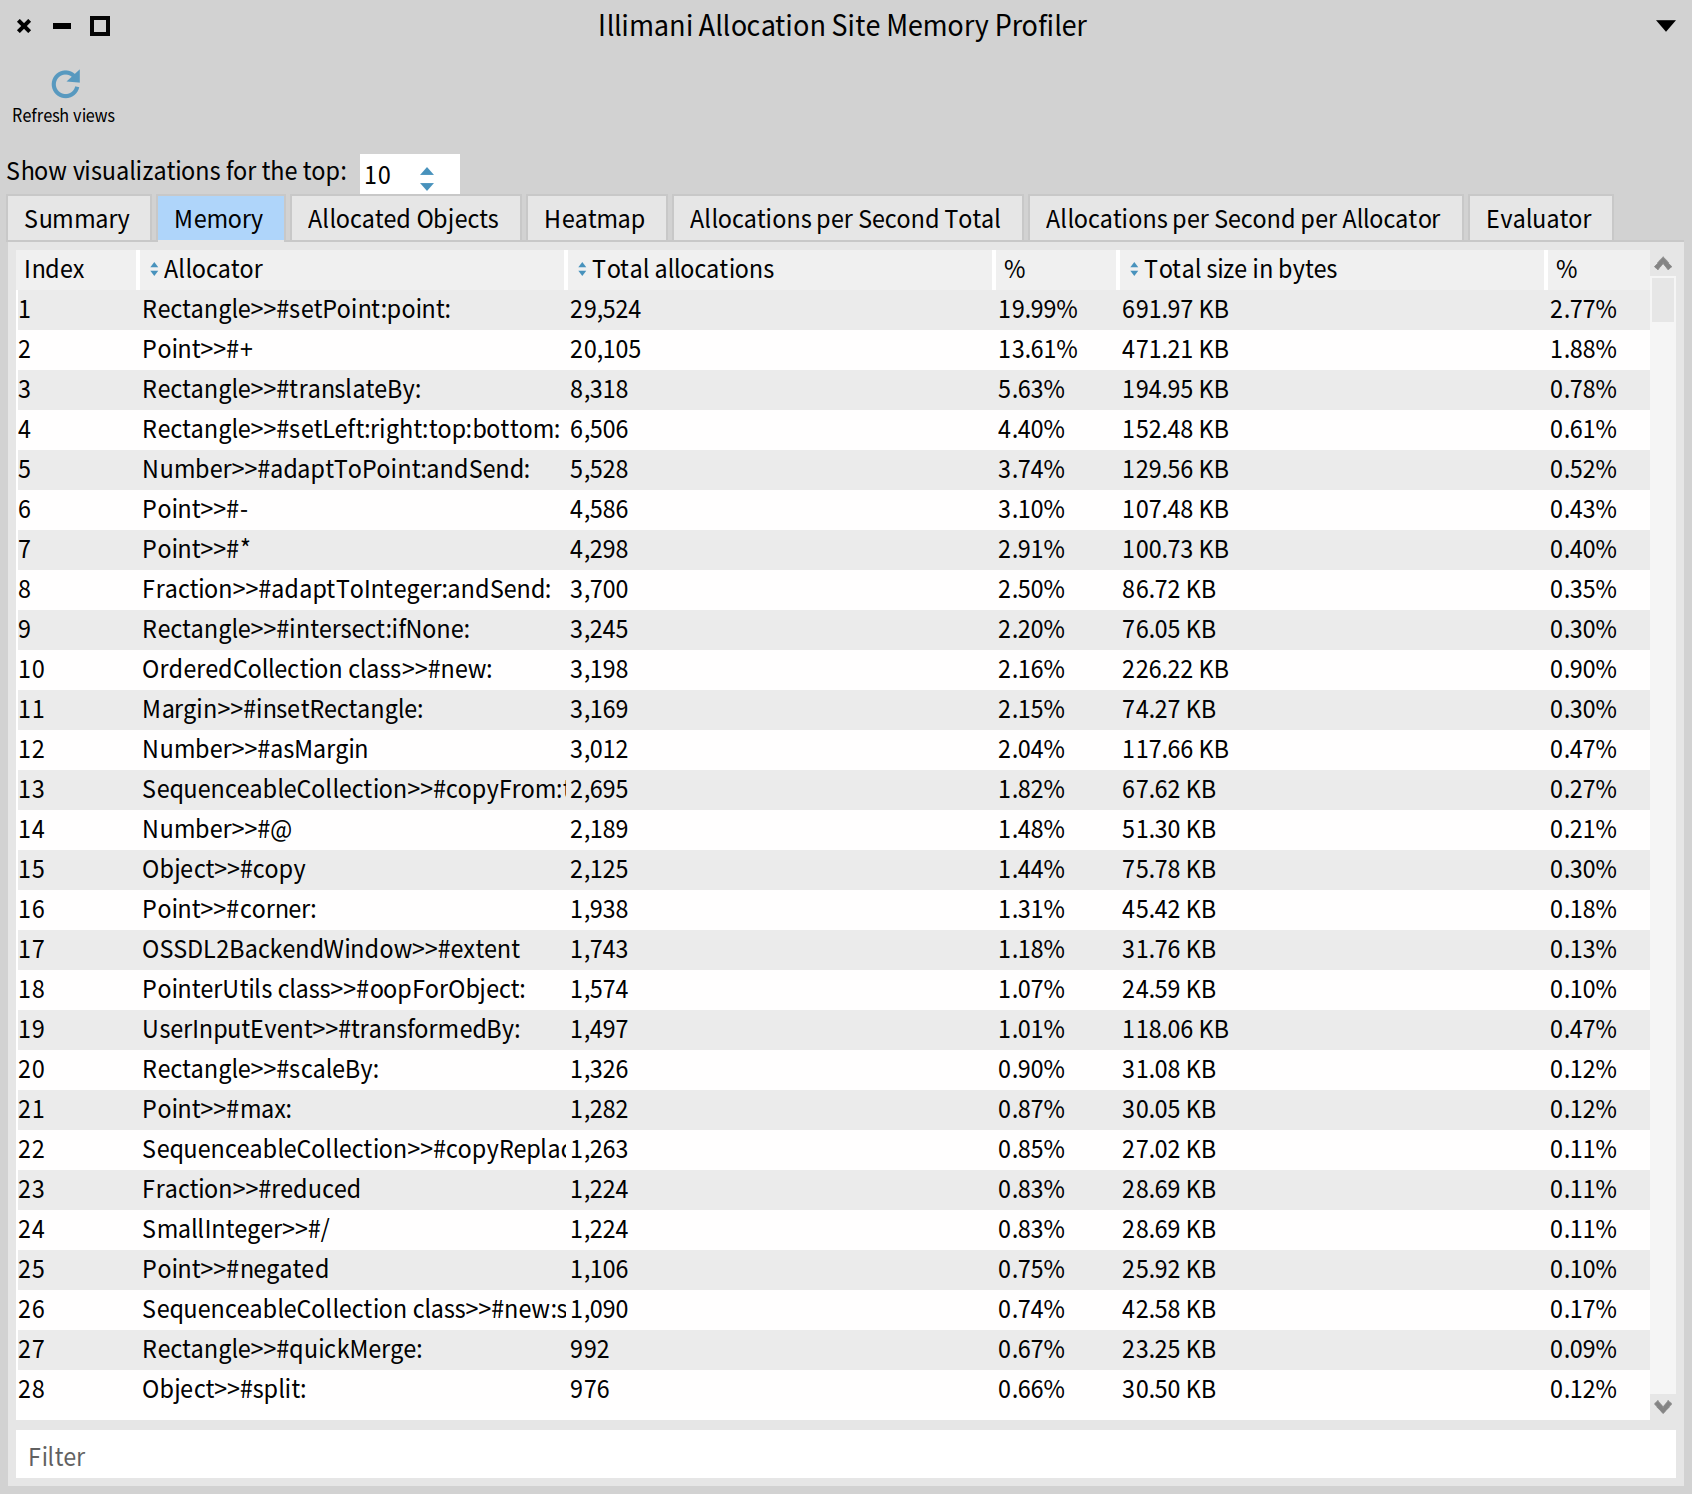 Illimani Allocation Site Memory Profiler
Refresh views
Show visualizations for the top: 10
Summary Memory Allocated Objects Heatmap Allocations per Second Total Allocations per Second per Allocator Evaluator
Index Allocator Total allocations % Total size in bytes %
1 Rectangle>>#setPoint:point: 29,524 19.99% 691.97 KB 2.77%
2 Point>>#+ 20,105 13.61% 471.21 KB 1.88%
3 Rectangle>>#translateBy: 8,318 5.63% 194.95 KB 0.78%
4 Rectangle>>#setLeft:right:top:bottom: 6,506 4.40% 152.48 KB 0.61%
5 Number>>#adaptToPoint:andSend: 5,528 3.74% 129.56 KB 0.52%
6 Point>>#- 4,586 3.10% 107.48 KB 0.43%
7 Point>>#* 4,298 2.91% 100.73 KB 0.40%
8 Fraction>>#adaptToInteger:andSend: 3,700 2.50% 86.72 KB 0.35%
9 Rectangle>>#intersect:ifNone: 3,245 2.20% 76.05 KB 0.30%
10 OrderedCollection class>>#new: 3,198 2.16% 226.22 KB 0.90%
11 Margin>>#insetRectangle: 3,169 2.15% 74.27 KB 0.30%
12 Number>>#asMargin 3,012 2.04% 117.66 KB 0.47%
13 SequenceableCollection>>#copyFrom:t 2,695 1.82% 67.62 KB 0.27%
14 Number>>#@ 2,189 1.48% 51.30 KB 0.21%
15 Object>>#copy 2,125 1.44% 75.78 KB 0.30%
16 Point>>#corner: 1,938 1.31% 45.42 KB 0.18%
17 OSSDL2BackendWindow>>#extent 1,743 1.18% 31.76 KB 0.13%
18 PointerUtils class>>#oopForObject: 1,574 1.07% 24.59 KB 0.10%
19 UserInputEvent>>#transformedBy: 1,497 1.01% 118.06 KB 0.47%
20 Rectangle>>#scaleBy: 1,326 0.90% 31.08 KB 0.12%
21 Point>>#max: 1,282 0.87% 30.05 KB 0.12%
22 SequenceableCollection>>#copyReplac 1,263 0.85% 27.02 KB 0.11%
23 Fraction>>#reduced 1,224 0.83% 28.69 KB 0.11%
24 SmallInteger>>#/ 1,224 0.83% 28.69 KB 0.11%
25 Point>>#negated 1,106 0.75% 25.92 KB 0.10%
26 SequenceableCollection class>>#new:s 1,090 0.74% 42.58 KB 0.17%
27 Rectangle>>#quickMerge: 992 0.67% 23.25 KB 0.09%
28 Object>>#split: 976 0.66% 30.50 KB 0.12%
Filter